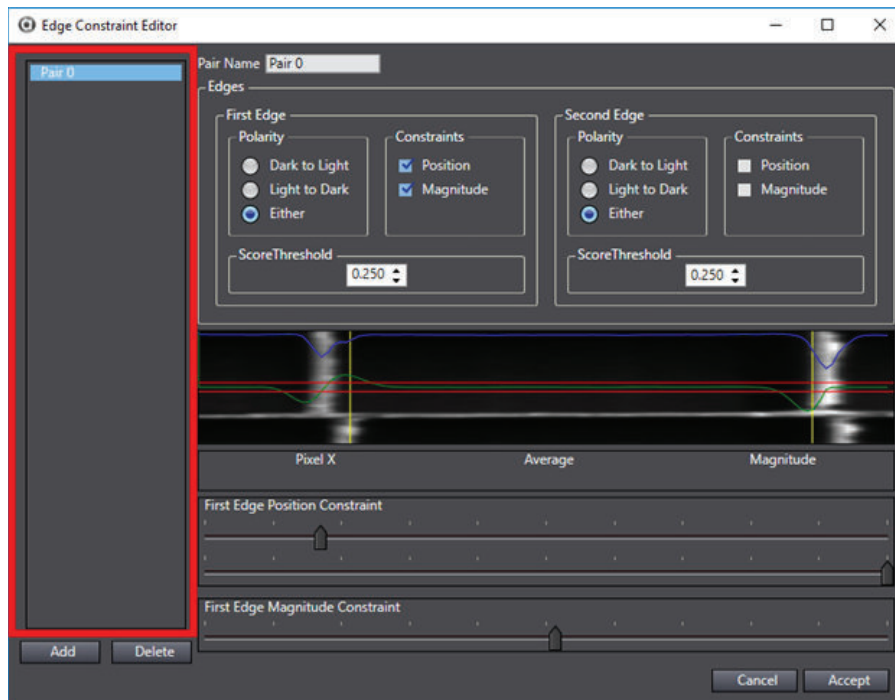 Edge Constraint Editor
Pair 0
Pair Name Pair 0
Edges
First Edge
Polarity
Dark to Light
Light to Dark
Either
Constraints
Position
Magnitude
ScoreThreshold
0.250
Second Edge
Polarity
Dark to Light
Light to Dark
Either
Constraints
Position
Magnitude
ScoreThreshold
0.250
Pixel X Average Magnitude
First Edge Position Constraint
First Edge Magnitude Constraint
Add Delete
Cancel Accept